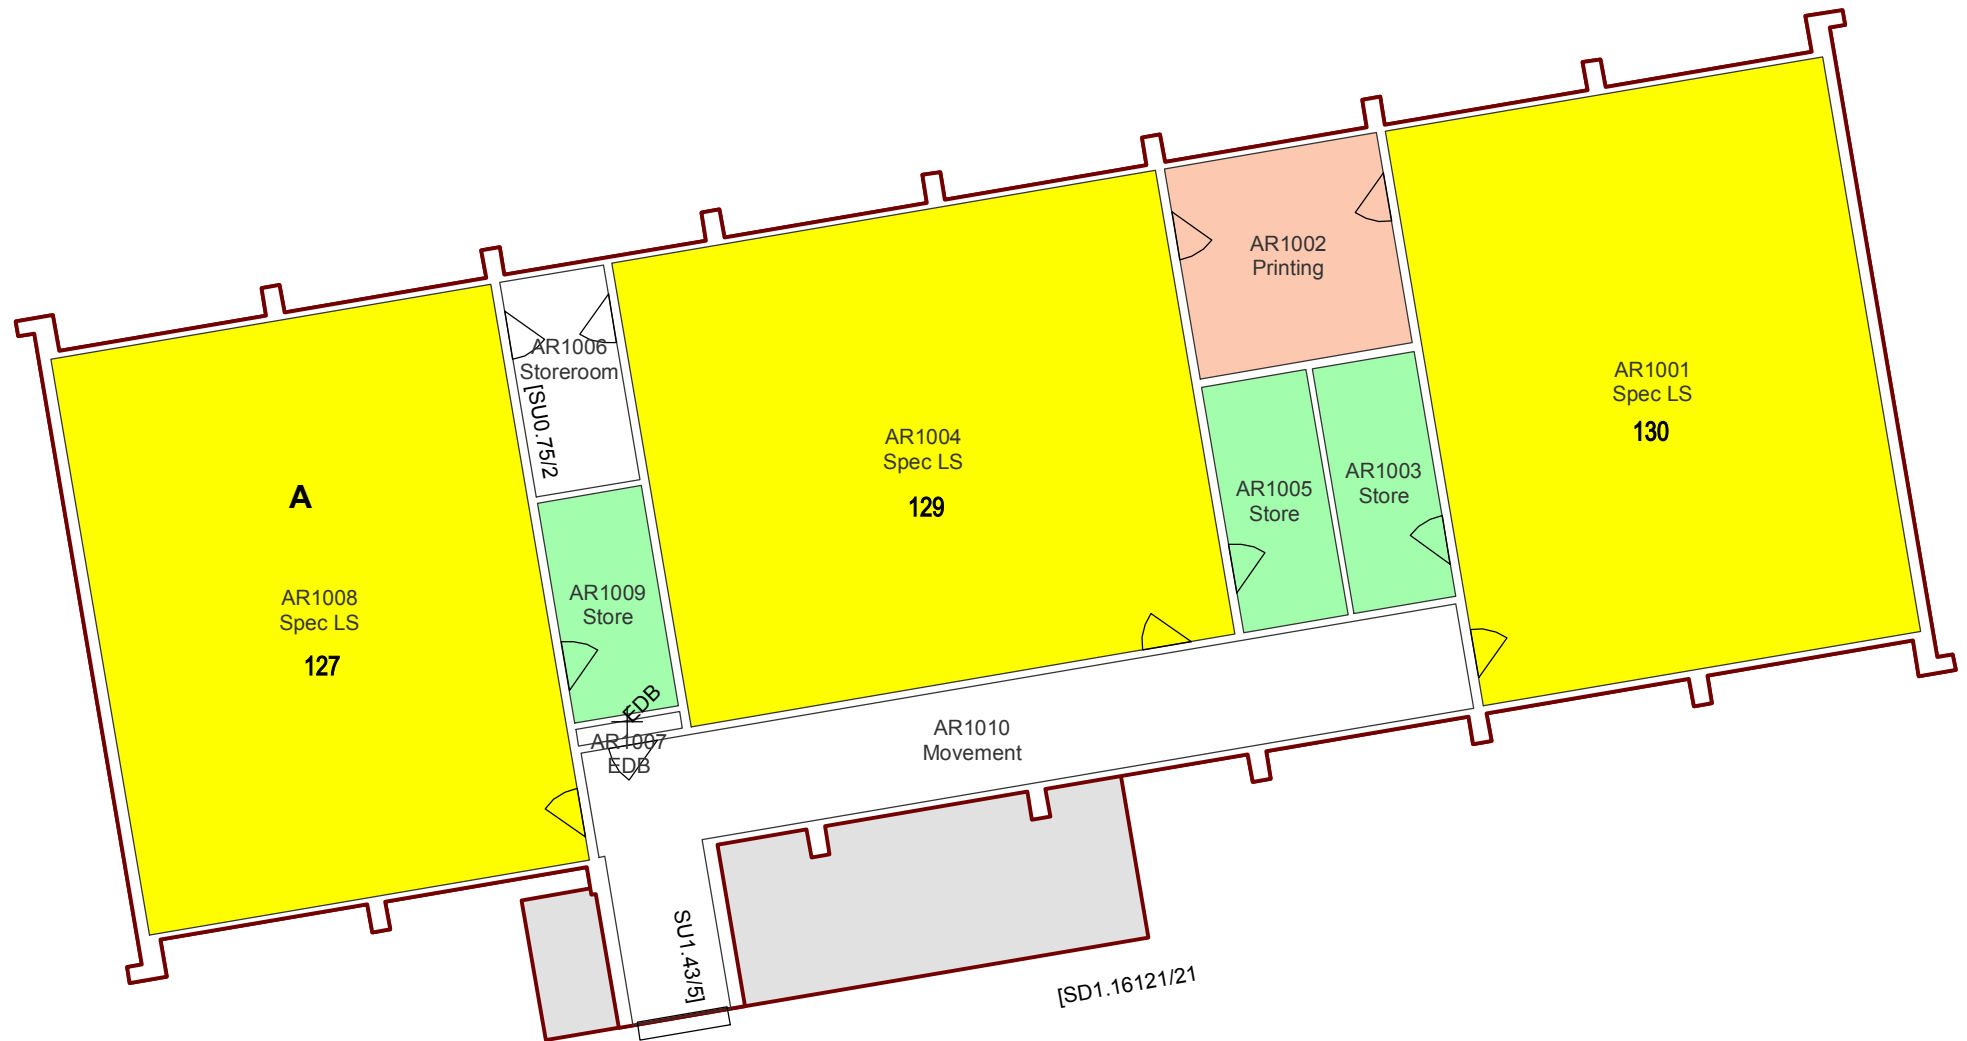 AR1002
Printing
AR1006
Storeroom
[SU0.75/2
AR1001
Spec LS
130
AR1004
Spec LS
129
AR1003
Store
AR1005
Store
A
AR1009
Store
AR1008
Spec LS
127
EDB
AR1007
EDB
AR1010
Movement
SU1.43/5]
[SD1.16121/21